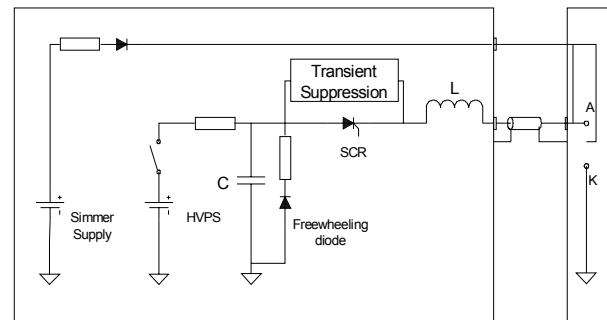 Transient
Suppression
L
A
SCR
K
C
+
-
Simmer
Supply
+
-
HVPS
Freewheeling
diode